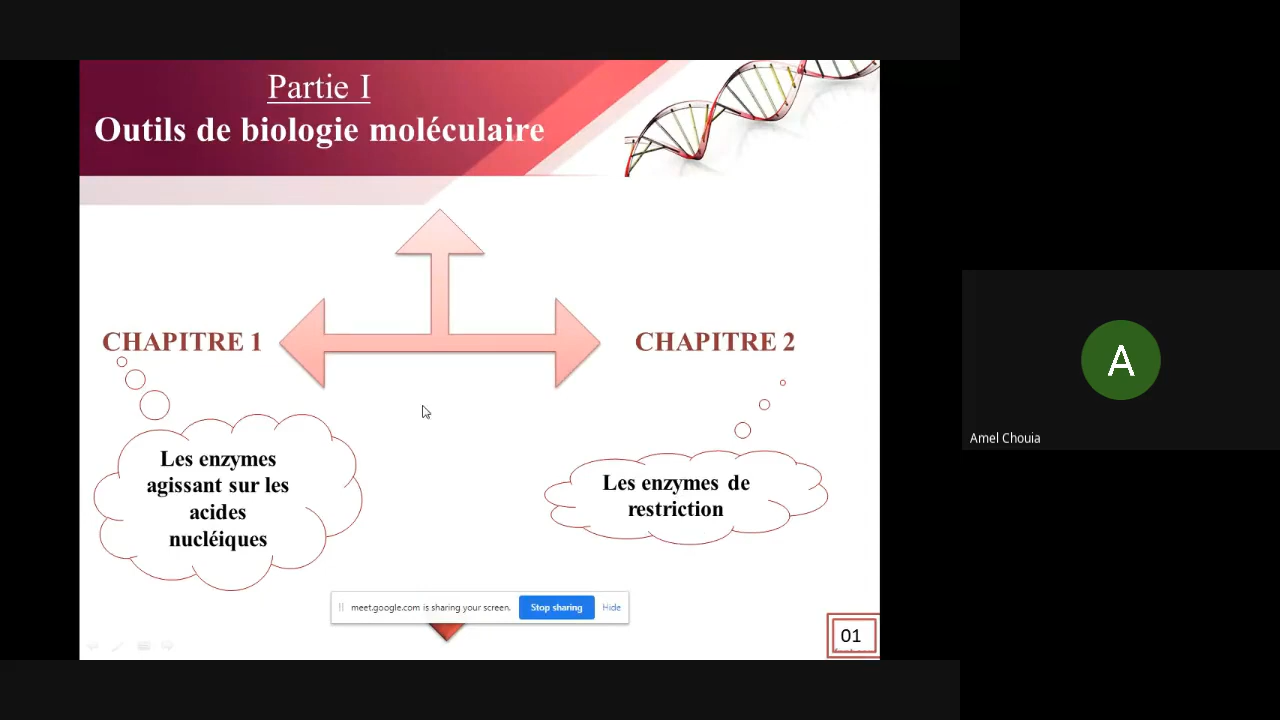 Partie I
Outils de biologie moléculaire
CHAPITRE 1
CHAPITRE 2
Les enzymes
agissant sur les
acides
nucléiques
Les enzymes de
restriction
meet.google.com is sharing your screen.
Stop sharing
Hide
01
A
Amel Chouia